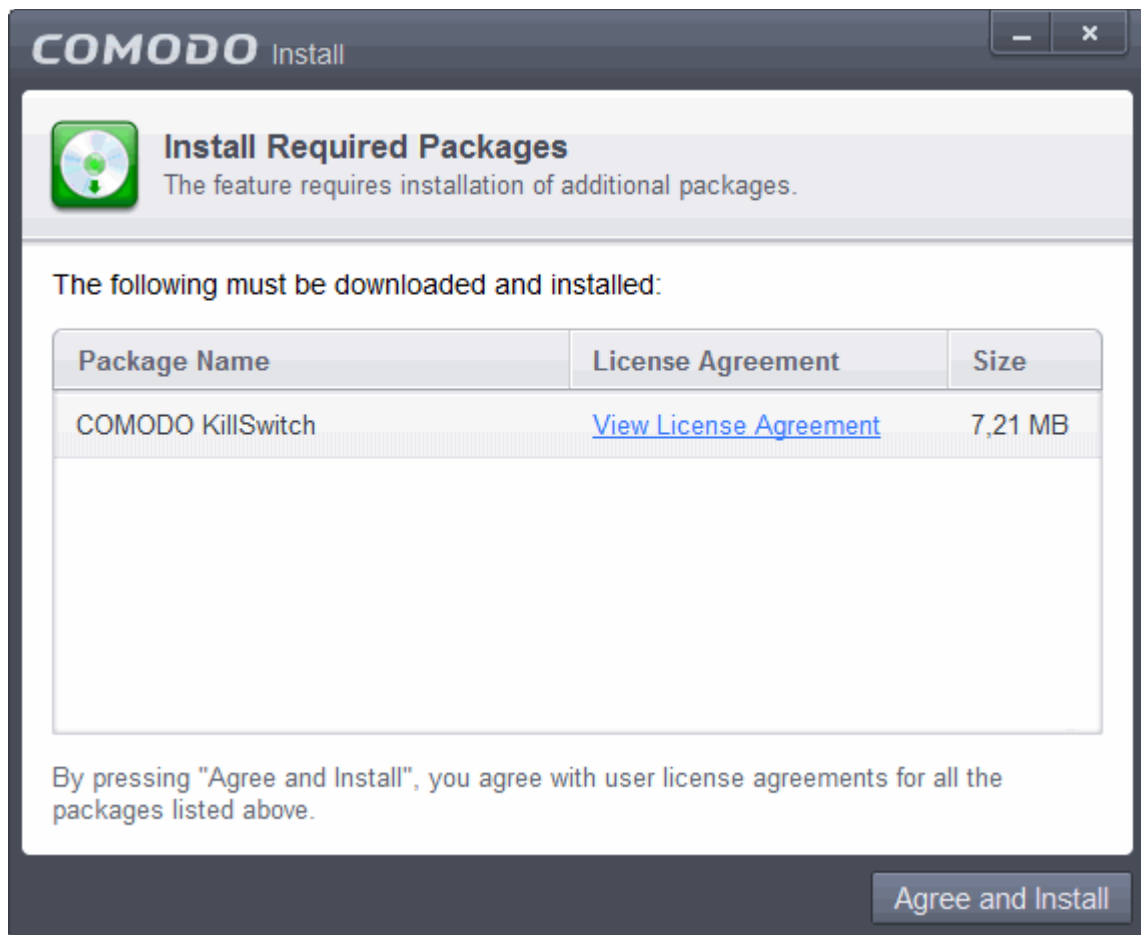 COMODO Install
Install Required Packages
The feature requires installation of additional packages.
The following must be downloaded and installed:
Package Name License Agreement Size
COMODO KillSwitch View License Agreement 7,21 MB
By pressing "Agree and Install", you agree with user license agreements for all the
packages listed above.
Agree and Install